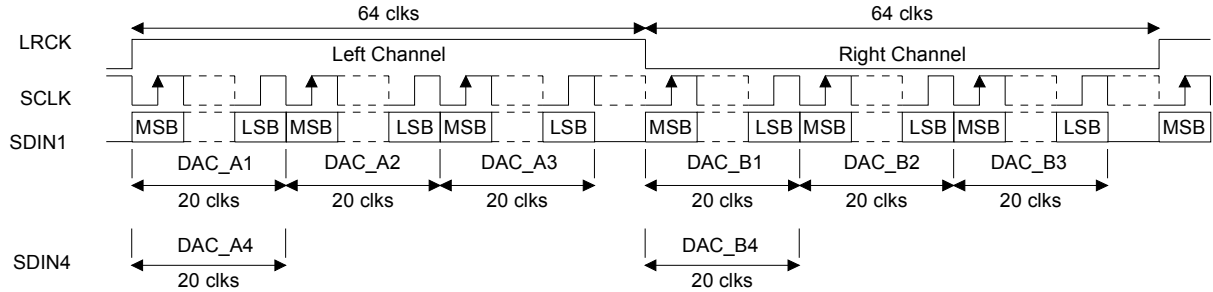 64 clks 64 clks
LRCK Left Channel Right Channel
SCLK
SDIN1 MSB LSB MSB LSB MSB LSB MSB LSB MSB LSB MSB LSB MSB
DAC_A1 DAC_A2 DAC_A3 DAC_B1 DAC_B2 DAC_B3
20 clks 20 clks 20 clks 20 clks 20 clks 20 clks
SDIN4 DAC_A4 DAC_B4
20 clks 20 clks